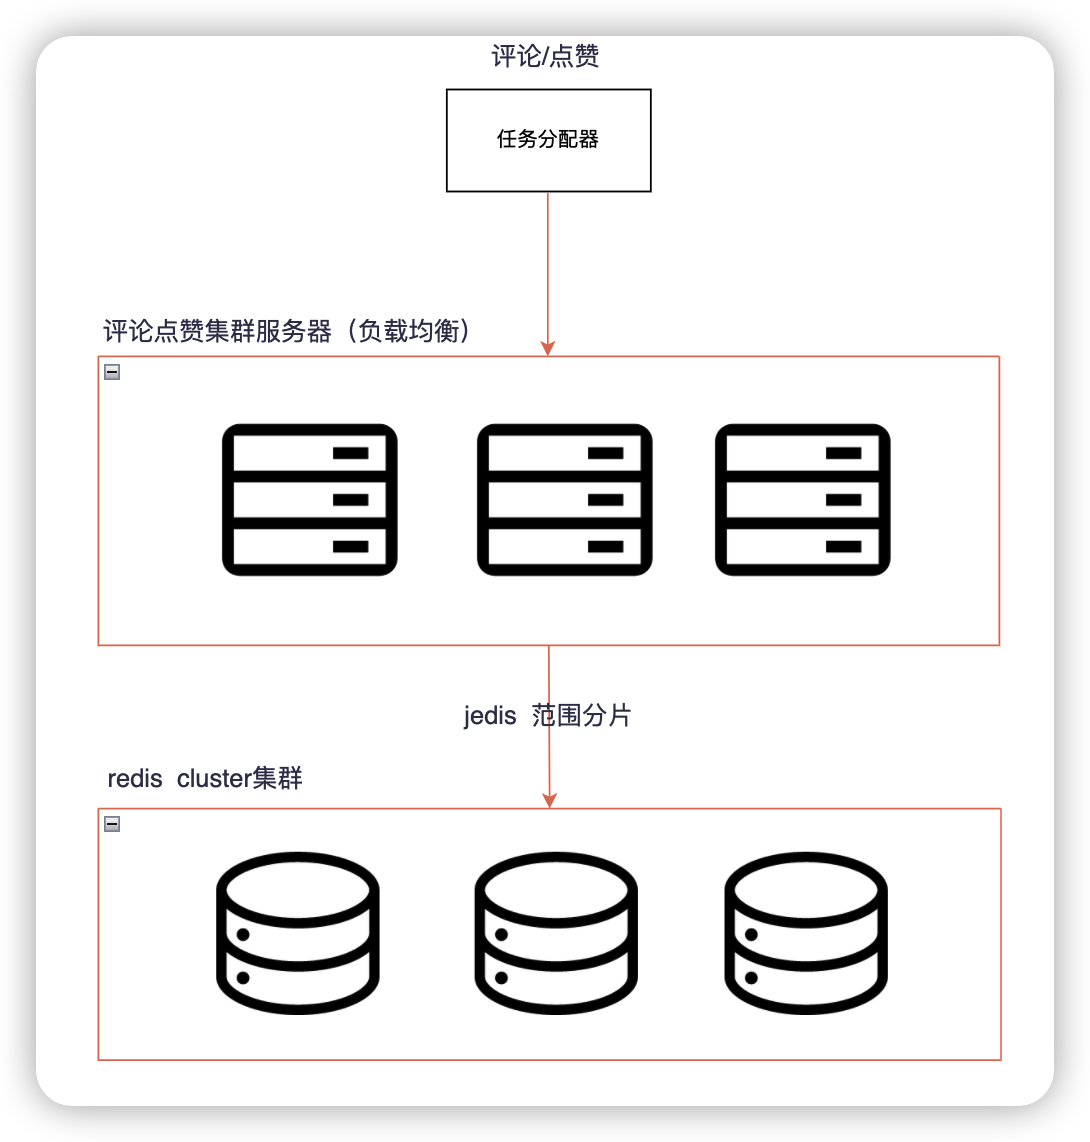 评论/点赞
任务分配器
评论点赞集群服务器（负载均衡）
jedis 范围分片
redis cluster集群